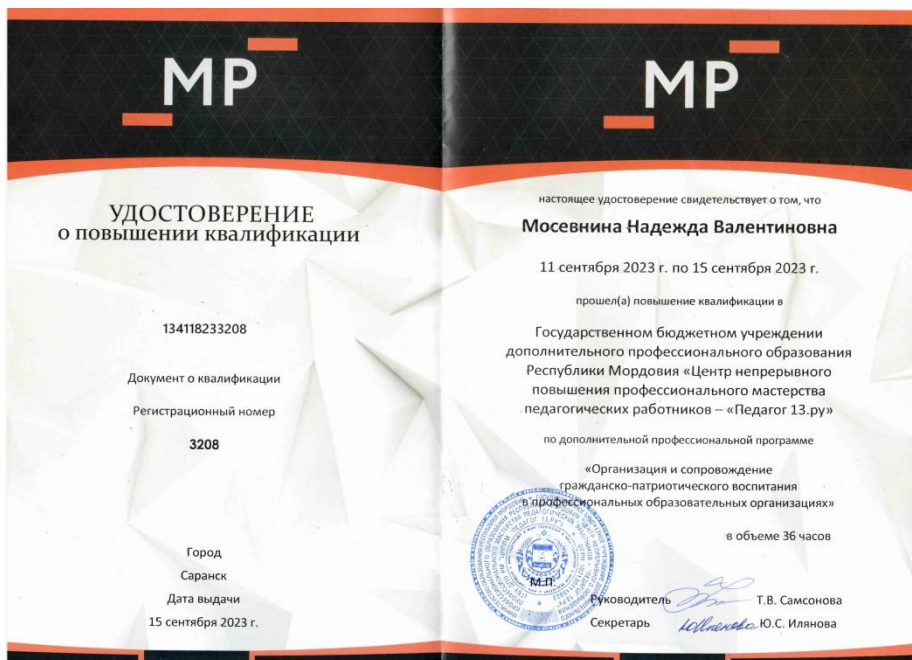 МР
УДОСТОВЕРЕНИЕ
о повышении квалификации
134118233208
Документ о квалификации
Регистрационный номер
3208
Город
Саранск
Дата выдачи
15 сентября 2023 г.
МР
настоящее удостоверение свидетельствует о том, что
Мосевнина Надежда Валентиновна
11 сентября 2023 г. по 15 сентября 2023 г.
прошел(а) повышение квалификации в
Государственном бюджетном учреждении
дополнительного профессионального образования
Республики Мордовия «Центр непрерывного
повышения профессионального мастерства
педагогических работников – «Педагог 13.ру»
по дополнительной профессиональной программе
«Организация и сопровождение
гражданско-патриотического воспитания
в профессиональных образовательных организациях»
в объеме 36 часов
М.П.
Руководитель Т.В. Самсонова
Секретарь Ю.С. Илянова